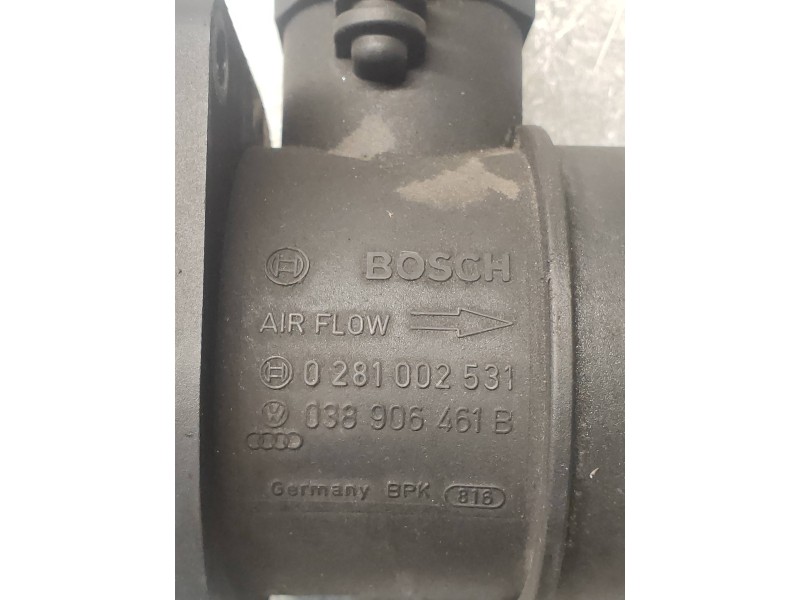 BOSCH
AIR FLOW
0 281 002 531
038 906 461 B
Germany BPK 816